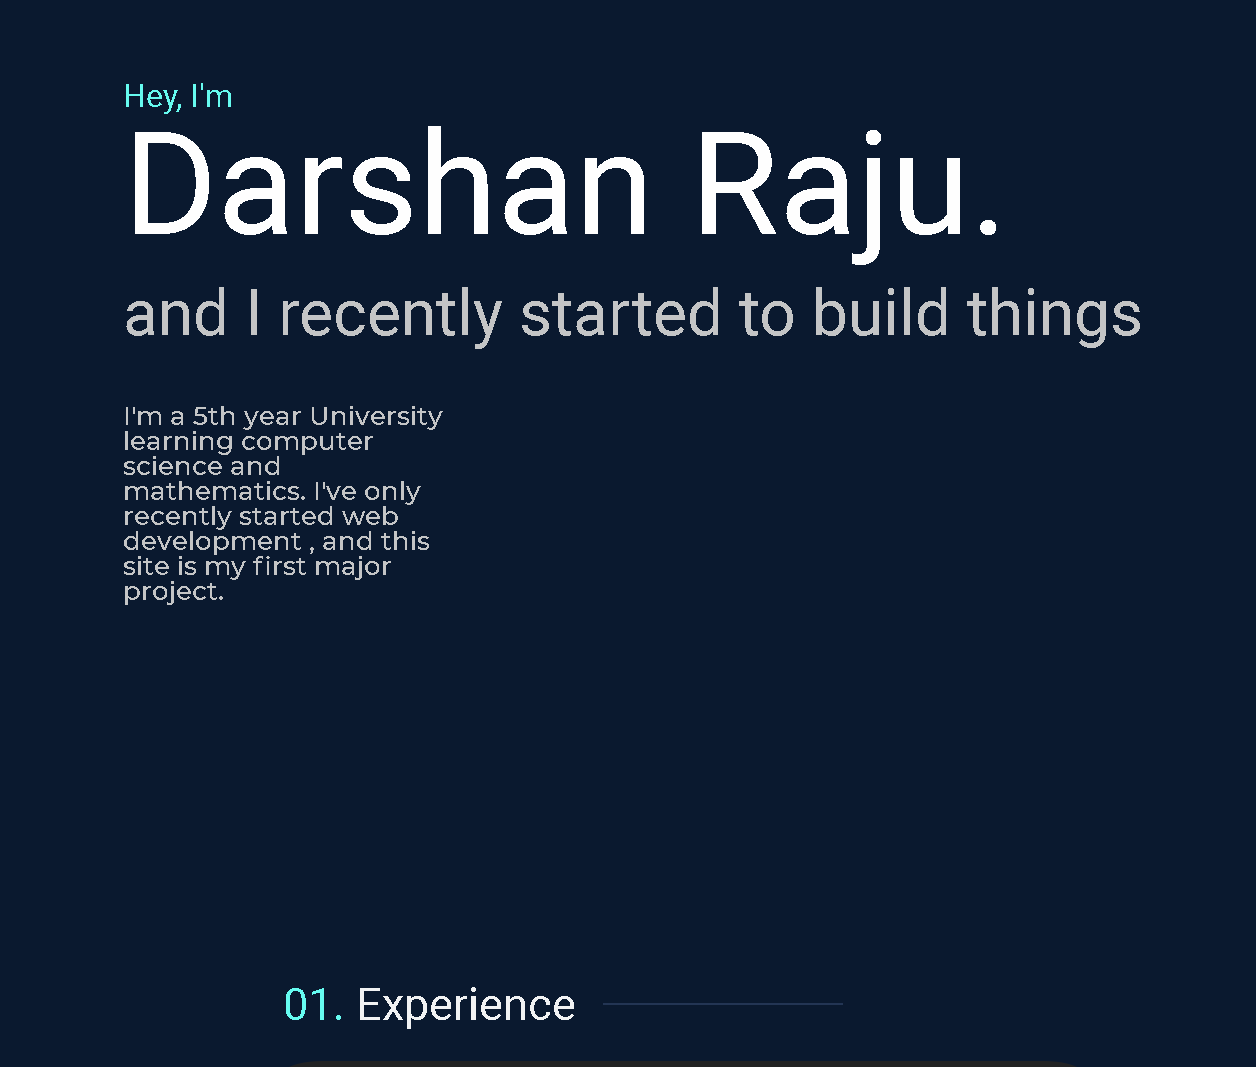 Hey, I'm
Darshan Raju.
and I recently started to build things
I'm a 5th year University
learning computer
science and
mathematics. I've only
recently started web
development , and this
site is my first major
project.
01. Experience